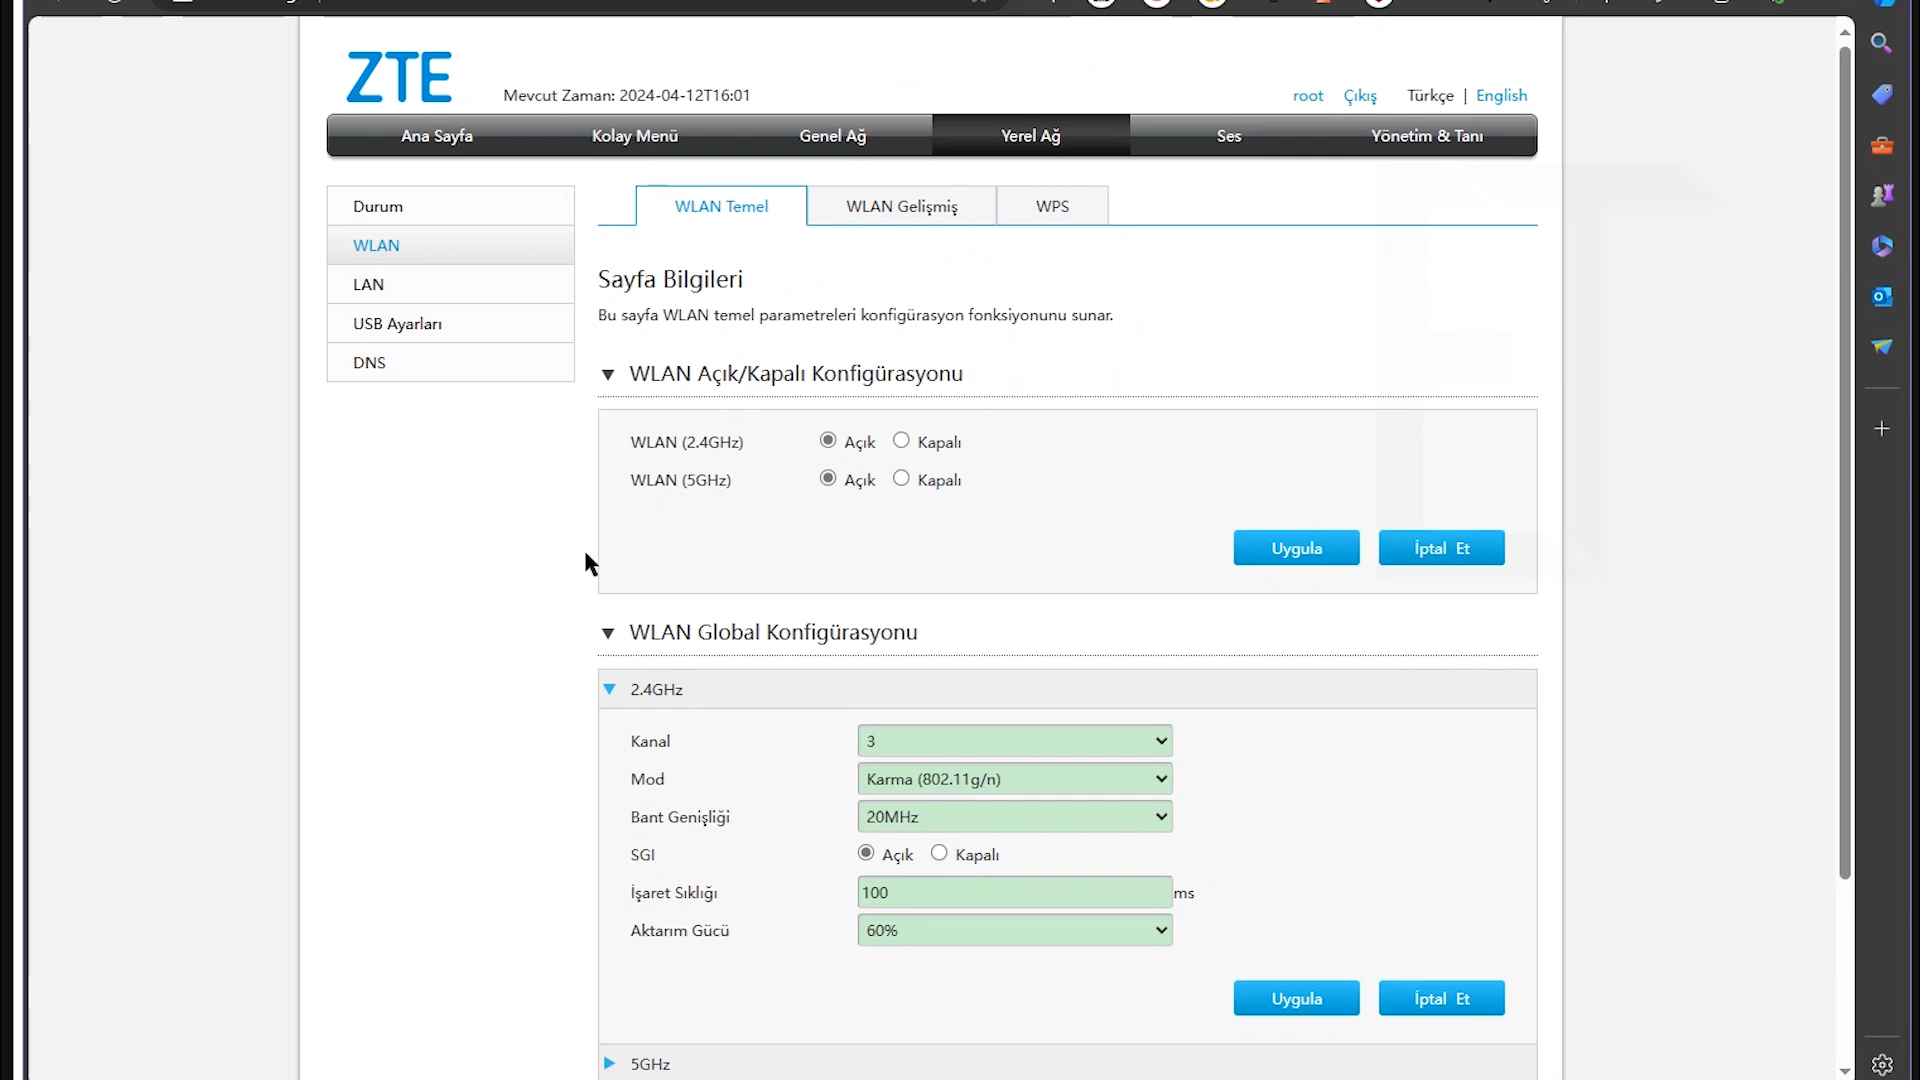 ZTE
Mevcut Zaman: 2024-04-12T16:01
root Çıkış Türkçe | English
Ana Sayfa Kolay Menü Genel Ağ Yerel Ağ Ses Yönetim & Tanı
Durum
WLAN
LAN
USB Ayarları
DNS
WLAN Temel WLAN Gelişmiş WPS
Sayfa Bilgileri
Bu sayfa WLAN temel parametreleri konfigürasyon fonksiyonunu sunar.
WLAN Açık/Kapalı Konfigürasyonu
WLAN (2.4GHz) Açık Kapalı
WLAN (5GHz) Açık Kapalı
Uygula İptal Et
WLAN Global Konfigürasyonu
2.4GHz
Kanal 3
Mod Karma (802.11g/n)
Bant Genişliği 20MHz
SGI Açık Kapalı
İşaret Sıklığı 100 ms
Aktarım Gücü 60%
Uygula İptal Et
5GHz